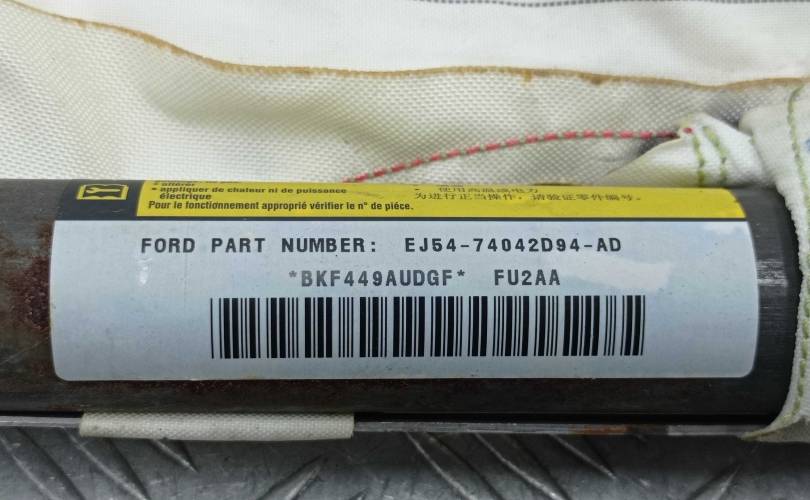 • appliquer de chaleur ni de puissance
électrique
Pour le fonctionnement approprié vérifier le n° de piéce.
为进行正当操作，请验证零件编号。
FORD PART NUMBER: EJ54-74042D94-AD
*BKF449AUDGF* FU2AA